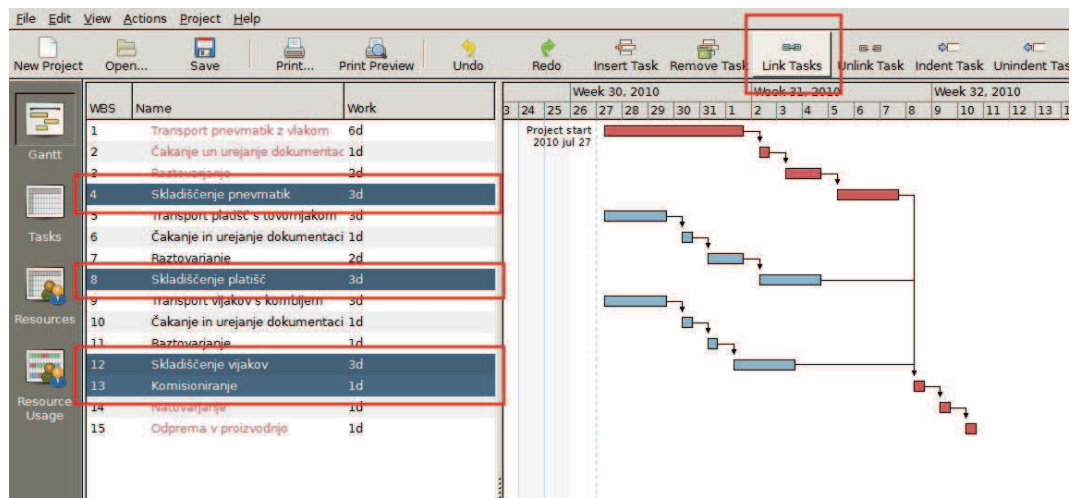 File Edit View Actions Project Help
New Project Open... Save Print... Print Preview Undo Redo Insert Task Remove Task Link Tasks Unlink Task Indent Task Unindent Tas
Gantt
Tasks
Resources
Resource
Usage
WBS Name Work
1 Transport pnevmatik z vlakom 6d
2 Čakanje un urejanje dokumentac 1d
3 Raztovarjanje 2d
4 Skladiščenje pnevmatik 3d
5 Transport platišč s tovornjakom 3d
6 Čakanje in urejanje dokumentaci 1d
7 Raztovarjanje 2d
8 Skladiščenje platišč 3d
9 Transport vijakov s kombijem 3d
10 Čakanje in urejanje dokumentaci 1d
11 Raztovarjanje 1d
12 Skladiščenje vijakov 3d
13 Komisioniranje 1d
14 Natovarjanje 1d
15 Odprema v proizvodnjo 1d
Week 30, 2010 Week 31, 2010 Week 32, 2010
3 24 25 26 27 28 29 30 31 1 2 3 4 5 6 7 8 9 10 11 12 13 1
Project start
2010 jul 27